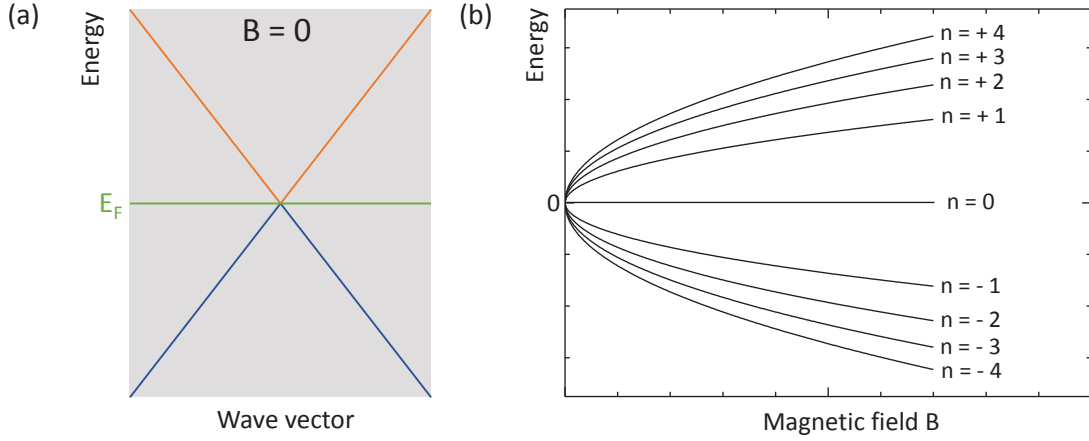 (a)
Energy
B = 0
E_F
Wave vector
(b)
Energy
0
n = + 4
n = + 3
n = + 2
n = + 1
n = 0
n = - 1
n = - 2
n = - 3
n = - 4
Magnetic field B